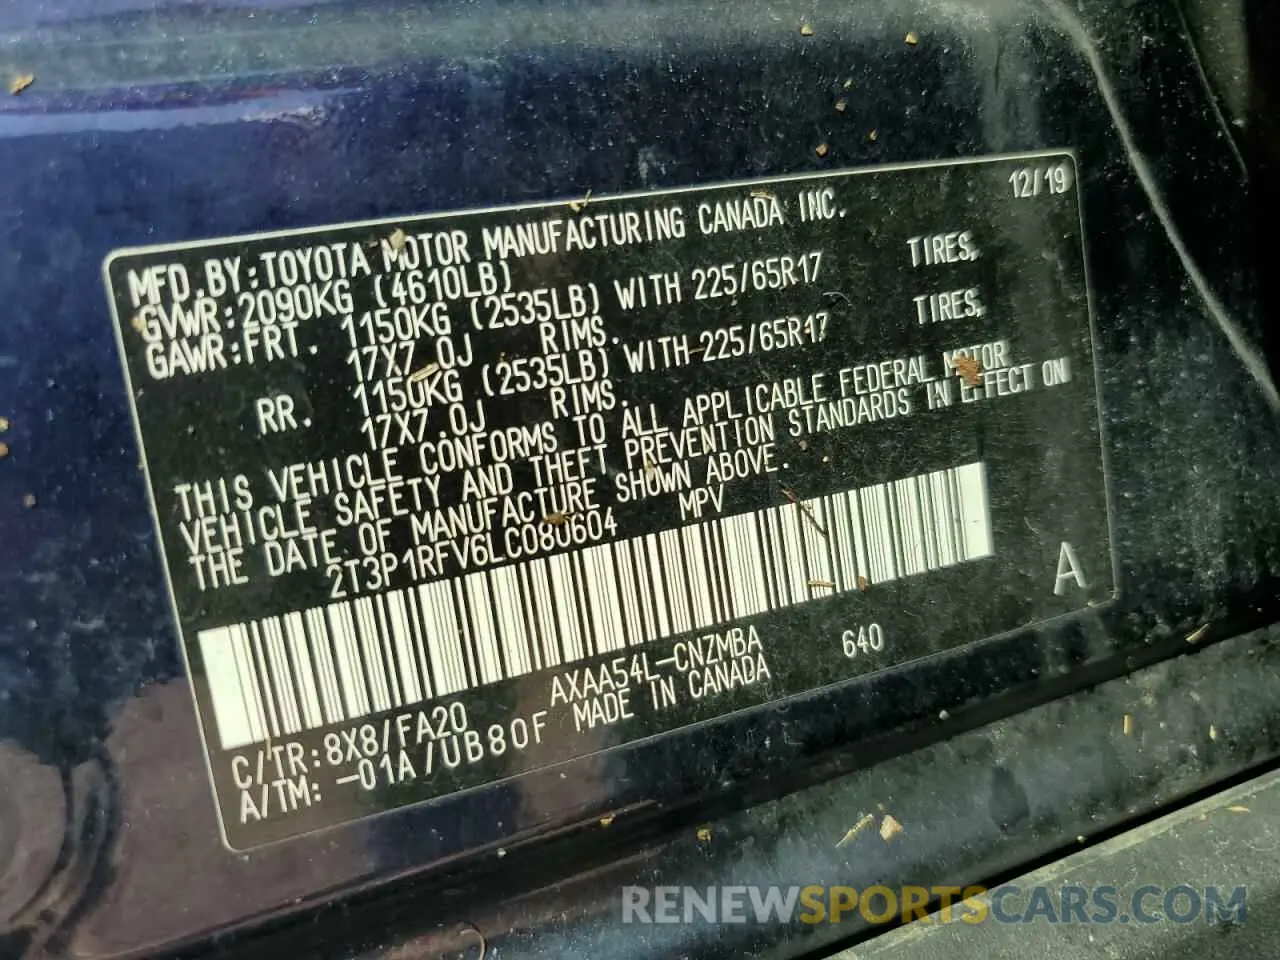 12/19
MFD.BY:TOYOTA MOTOR MANUFACTURING CANADA INC.
GVWR:2090KG (4610LB)
GAWR:FRT. 1150KG (2535LB) WITH 225/65R17 TIRES,
17X7.0J RIMS.
RR. 1150KG (2535LB) WITH 225/65R17 TIRES,
17X7.0J RIMS.
THIS VEHICLE CONFORMS TO ALL APPLICABLE FEDERAL MOTOR
VEHICLE SAFETY AND THEFT PREVENTION STANDARDS IN EFFECT ON
THE DATE OF MANUFACTURE SHOWN ABOVE.
2T3P1RFV6LC080604 MPV
A
C/TR:8X8/FA20 AXAA54L-CNZMBA 640
A/TM: -01A/UB80F MADE IN CANADA
RENEWSPORTSCARS.COM